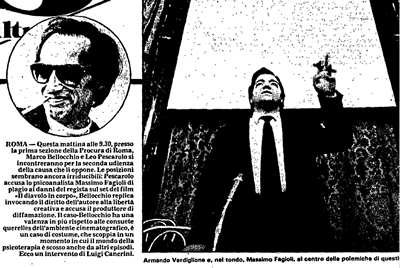 ltr
ROMA — Questa mattina alle 9.30, presso
la prima sezione della Procura di Roma,
Marco Bellocchio e Leo Pescarolo si
incontreranno per la seconda udienza
della causa che li oppone. Le posizioni
sembrano ancora irriducibili: Pescarolo
accusa lo psicoanalista Massimo Fagioli di
plagio ai danni del regista sul set del film
«Il diavolo in corpo», Bellocchio replica
invocando il diritto dell'autore alla libertà
creativa e accusa il produttore di
diffamazione. Il caso-Bellocchio ha una
valenza in più rispetto alle consuete
querelles dell'ambiente cinematografico, è
un caso di costume, che scoppia in un
momento in cui il mondo della
psicoterapia è scosso anche da altri episodi.
Ecco un intervento di Luigi Cancrini.
Armando Verdiglione e, nel tondo, Massimo Fagioli, al centro delle polemiche di questi